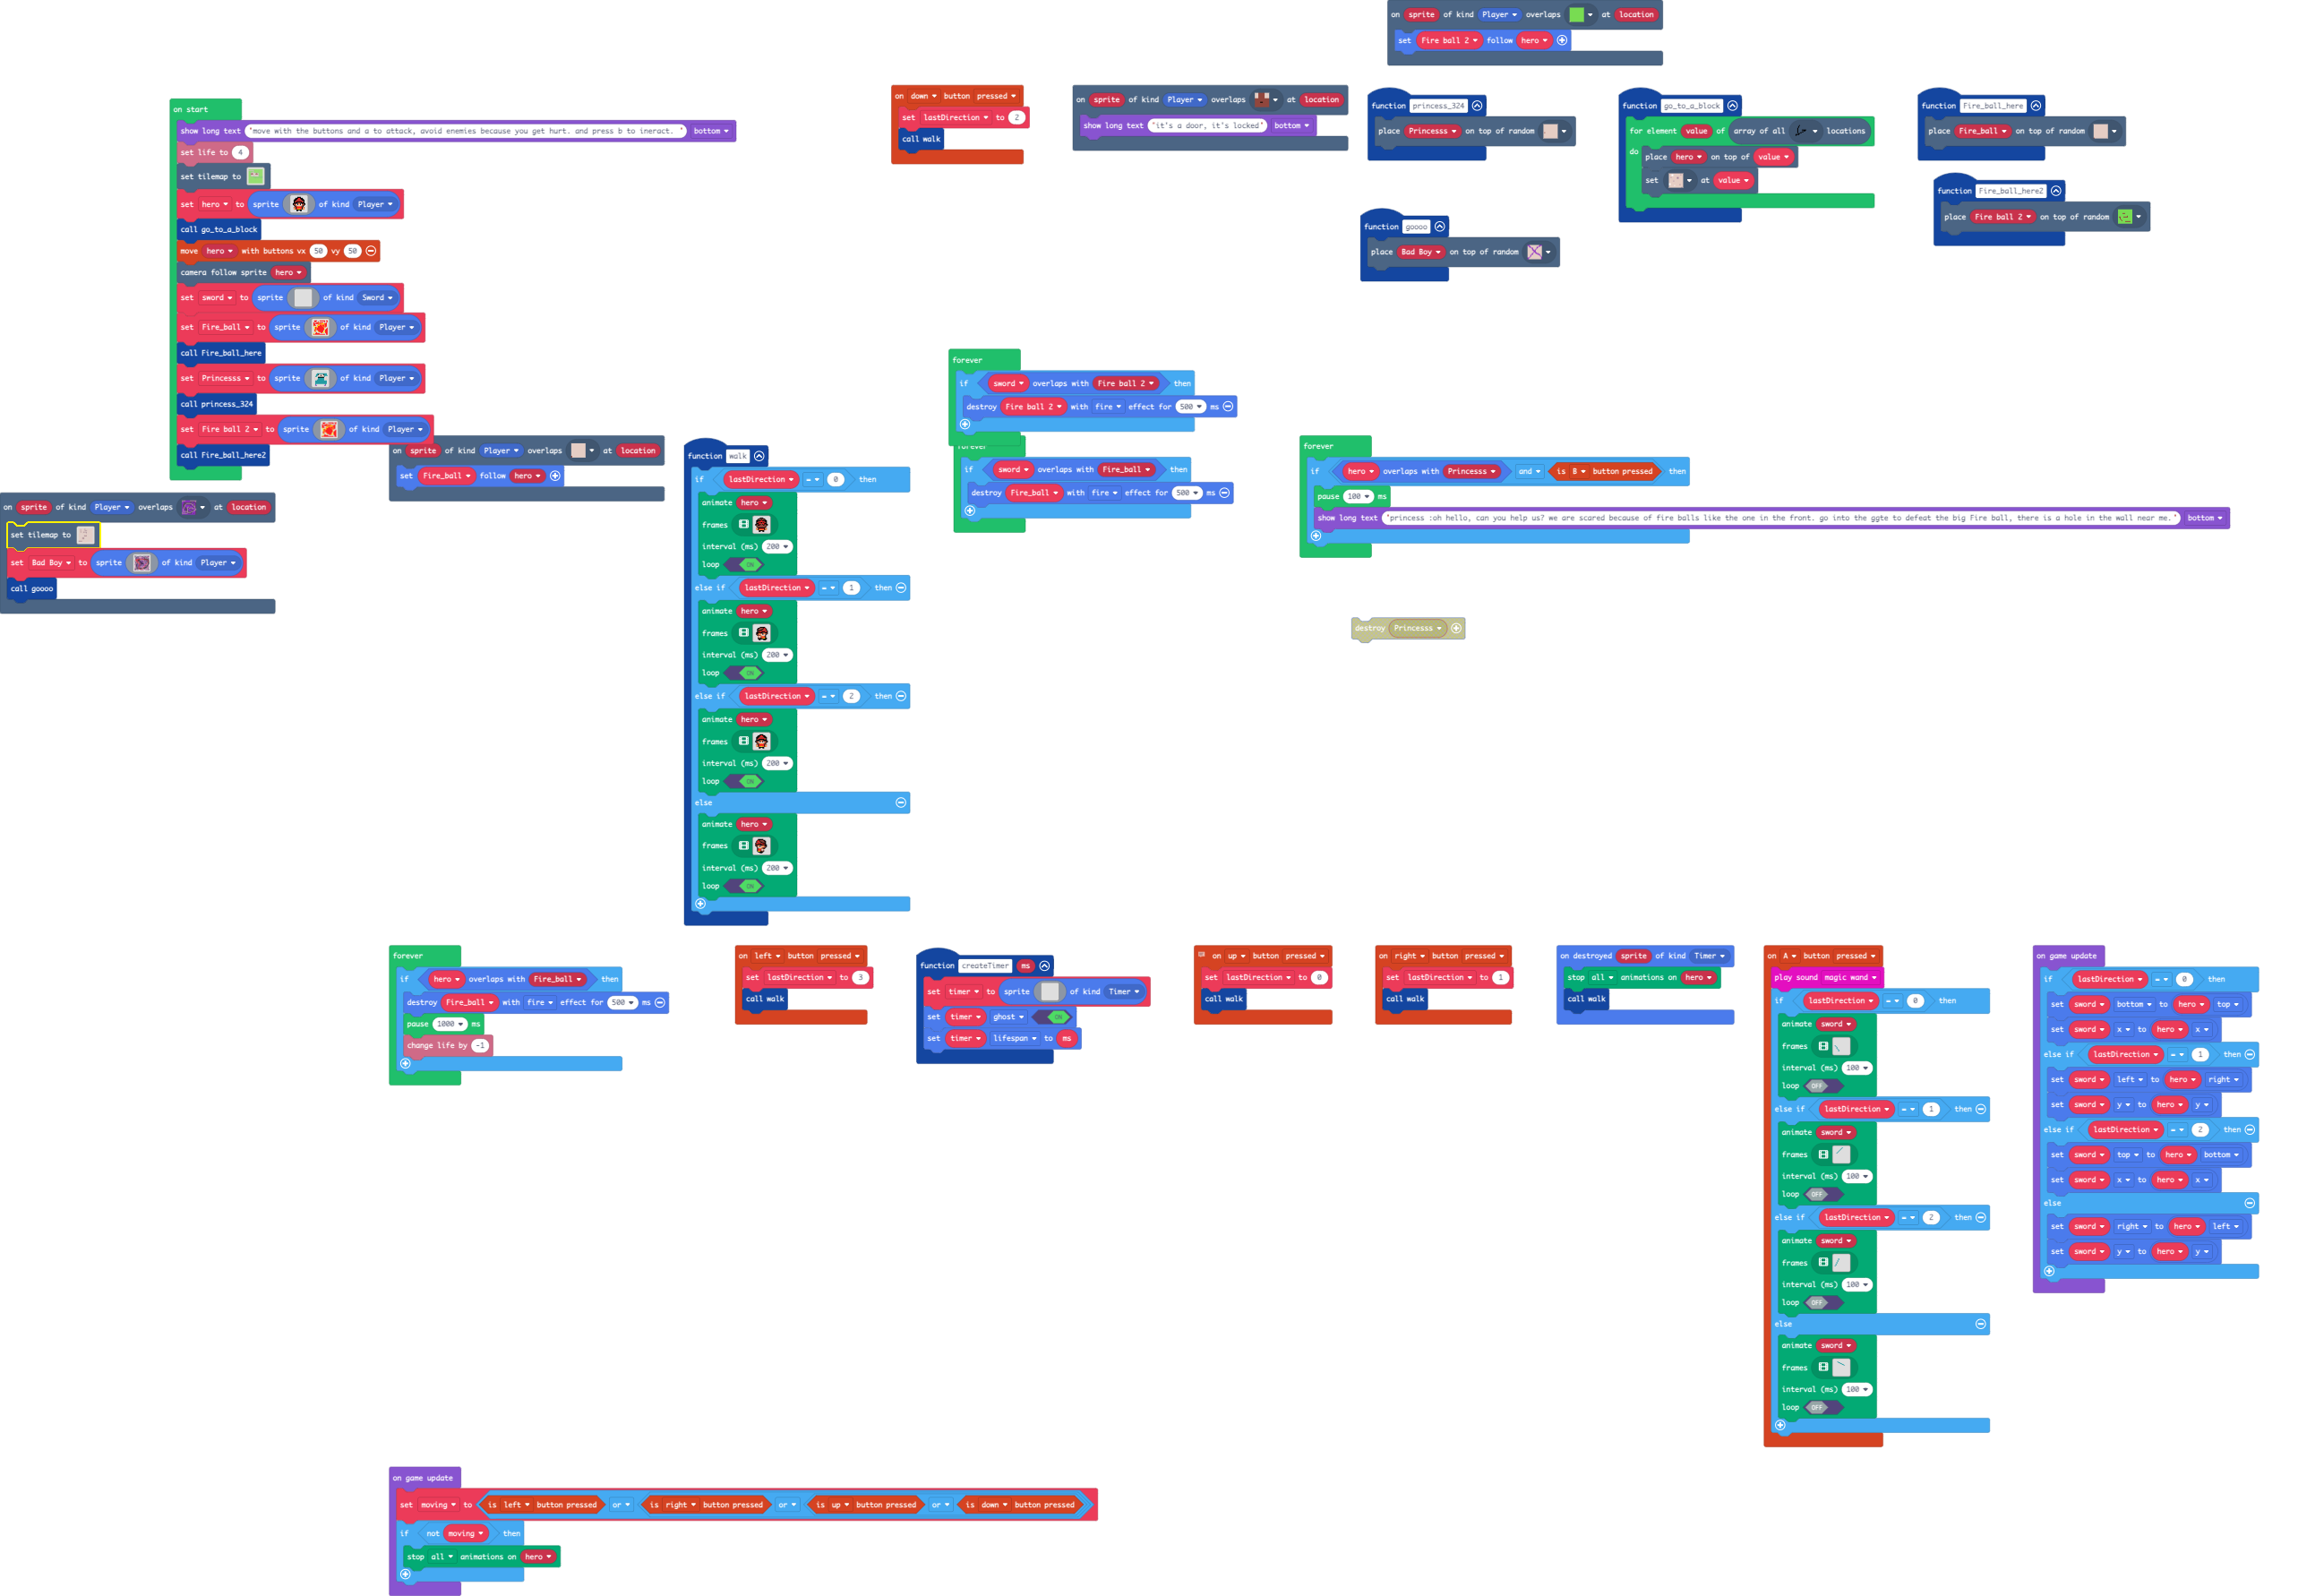 on sprite of kind Player overlaps at location
set Fire ball 2 follow hero
on start
show long text "move with the buttons and a to attack, avoid enemies because you get hurt. and press b to ineract. " bottom
set life to 4
set tilemap to
set hero to sprite of kind Player
call go_to_a_block
move hero with buttons vx 50 vy 50
camera follow sprite hero
set sword to sprite of kind Sword
set Fire_ball to sprite of kind Player
call Fire_ball_here
set Princesss to sprite of kind Player
call princess_324
set Fire ball 2 to sprite of kind Player
call Fire_ball_here2
on down button pressed
set lastDirection to 2
call walk
on sprite of kind Player overlaps at location
show long text "it's a door, it's locked" bottom
function princess_324
place Princesss on top of random
function go_to_a_block
for element value of array of all locations
do
place hero on top of value
set at value
function Fire_ball_here
place Fire_ball on top of random
function Fire_ball_here2
place Fire ball 2 on top of random
function goooo
place Bad Boy on top of random
forever
if sword overlaps with Fire ball 2 then
destroy Fire ball 2 with fire effect for 500 ms
forever
if sword overlaps with Fire_ball then
destroy Fire_ball with fire effect for 500 ms
forever
if hero overlaps with Princesss and is B button pressed then
pause 100 ms
show long text "princess :oh hello, can you help us? we are scared because of fire balls like the one in the front. go into the ggte to defeat the big Fire ball, there is a hole in the wall near me." bottom
on sprite of kind Player overlaps at location
set Fire_ball follow hero
on sprite of kind Player overlaps at location
set tilemap to
set Bad Boy to sprite of kind Player
call goooo
function walk
if lastDirection = 0 then
animate hero
frames
interval (ms) 200
loop ON
else if lastDirection = 1 then
animate hero
frames
interval (ms) 200
loop ON
else if lastDirection = 2 then
animate hero
frames
interval (ms) 200
loop ON
else
animate hero
frames
interval (ms) 200
loop ON
destroy Princesss
forever
if hero overlaps with Fire_ball then
destroy Fire_ball with fire effect for 500 ms
pause 1000 ms
change life by -1
on left button pressed
set lastDirection to 3
call walk
function createTimer ms
set timer to sprite of kind Timer
set timer ghost ON
set timer lifespan to ms
on up button pressed
set lastDirection to 0
call walk
on right button pressed
set lastDirection to 1
call walk
on destroyed sprite of kind Timer
stop all animations on hero
call walk
on A button pressed
play sound magic wand
if lastDirection = 0 then
animate sword
frames
interval (ms) 100
loop OFF
else if lastDirection = 1 then
animate sword
frames
interval (ms) 100
loop OFF
else if lastDirection = 2 then
animate sword
frames
interval (ms) 100
loop OFF
else
animate sword
frames
interval (ms) 100
loop OFF
on game update
if lastDirection = 0 then
set sword bottom to hero top
set sword x to hero x
else if lastDirection = 1 then
set sword left to hero right
set sword y to hero y
else if lastDirection = 2 then
set sword top to hero bottom
set sword x to hero x
else
set sword right to hero left
set sword y to hero y
on game update
set moving to is left button pressed or is right button pressed or is up button pressed or is down button pressed
if not moving then
stop all animations on hero